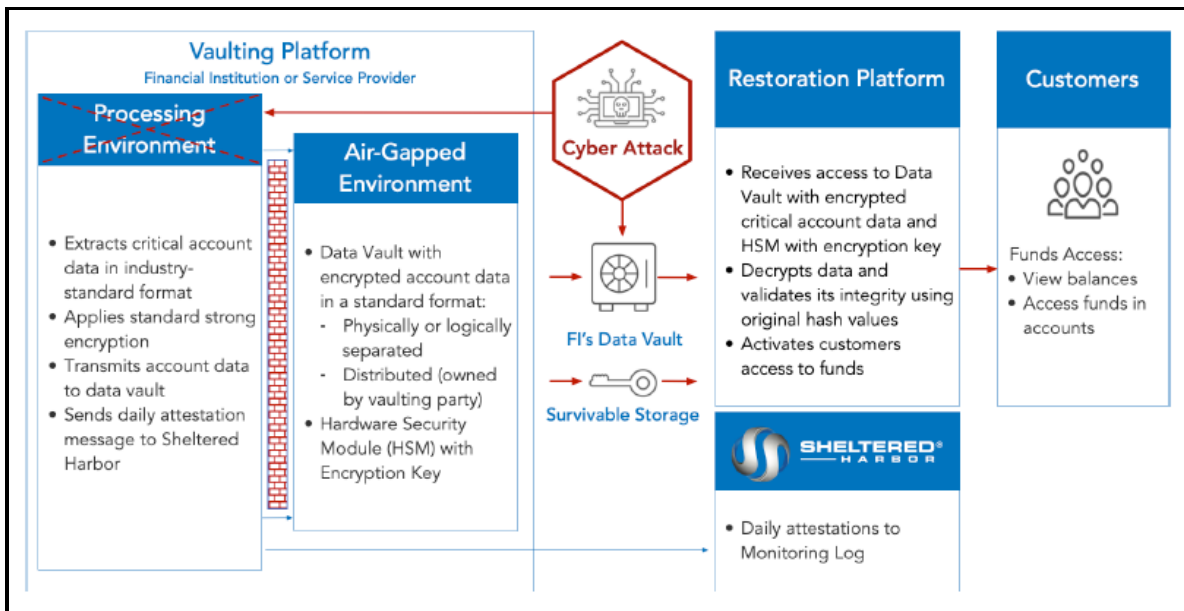 Vaulting Platform
Financial Institution or Service Provider
Processing
Environment
• Extracts critical account
data in industry-
standard format
• Applies standard strong
encryption
• Transmits account data
to data vault
• Sends daily attestation
message to Sheltered
Harbor
Air-Gapped
Environment
• Data Vault with
encrypted account data
in a standard format:
- Physically or logically
separated
- Distributed (owned
by vaulting party)
• Hardware Security
Module (HSM) with
Encryption Key
Cyber Attack
FI's Data Vault
Survivable Storage
Restoration Platform
• Receives access to Data
Vault with encrypted
critical account data and
HSM with encryption key
• Decrypts data and
validates its integrity using
original hash values
• Activates customers
access to funds
SHELTERED®
HARBOR
• Daily attestations to
Monitoring Log
Customers
Funds Access:
• View balances
• Access funds in
accounts